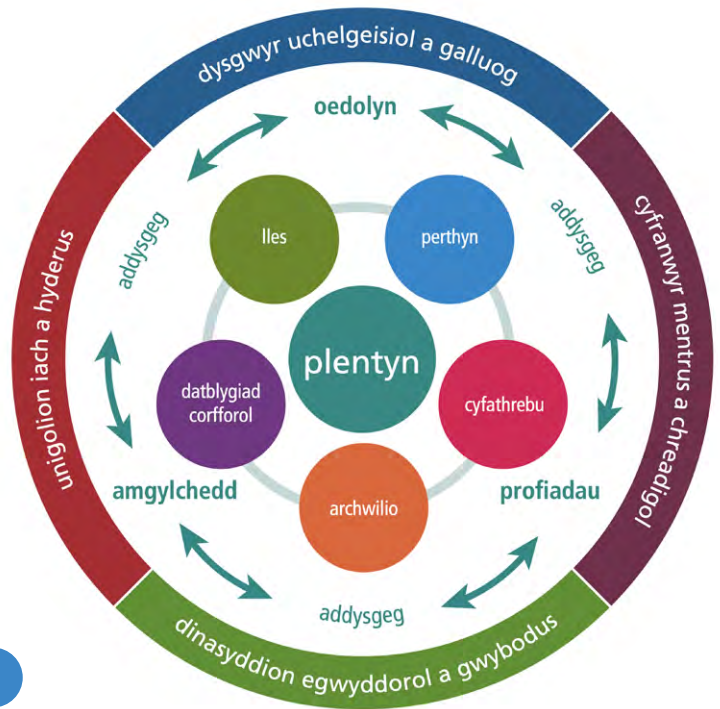 dysgwyr uchelgeisiol a galluog
oedolyn
addysgeg
addysgeg
cyfranwyr mentrus a chreadigol
unigolion iach a hyderus
lles
perthyn
plentyn
datblygiad
corfforol
cyfathrebu
amgylchedd
profiadau
archwilio
addysgeg
dinasyddion egwyddorol a gwybodus